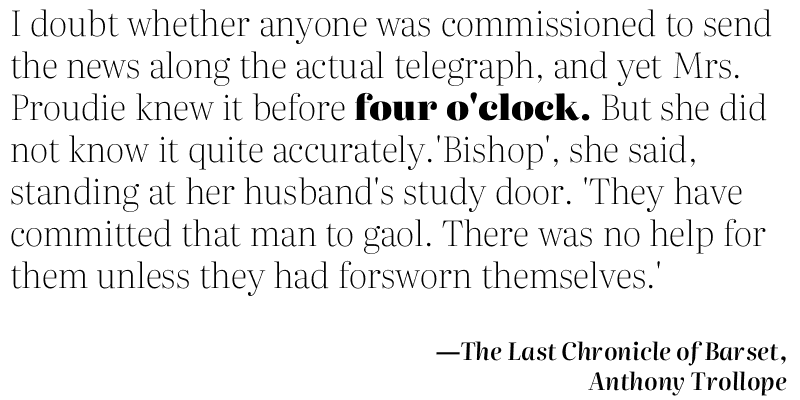 I doubt whether anyone was commissioned to send
the news along the actual telegraph, and yet Mrs.
Proudie knew it before four o'clock. But she did
not know it quite accurately.'Bishop', she said,
standing at her husband's study door. 'They have
committed that man to gaol. There was no help for
them unless they had forsworn themselves.'
—The Last Chronicle of Barset,
Anthony Trollope